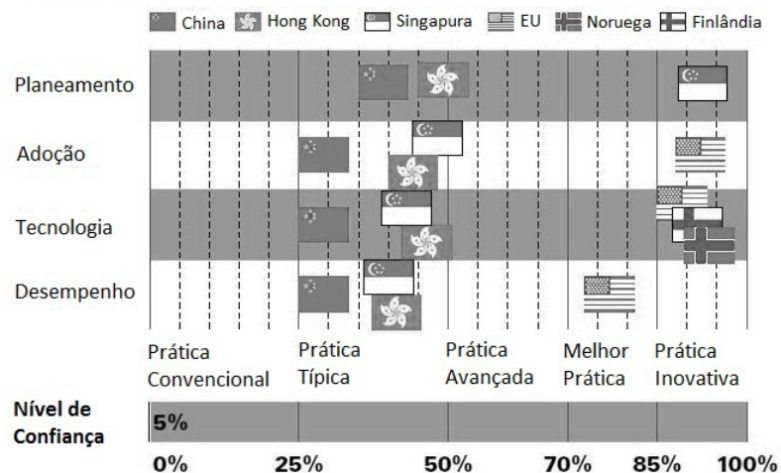 China Hong Kong Singapura EU Noruega Finlândia
Planeamento
Adoção
Tecnologia
Desempenho
Prática Convencional
Prática Típica
Prática Avançada
Melhor Prática
Prática Inovativa
Nível de Confiança
5%
0% 25% 50% 70% 85% 100%